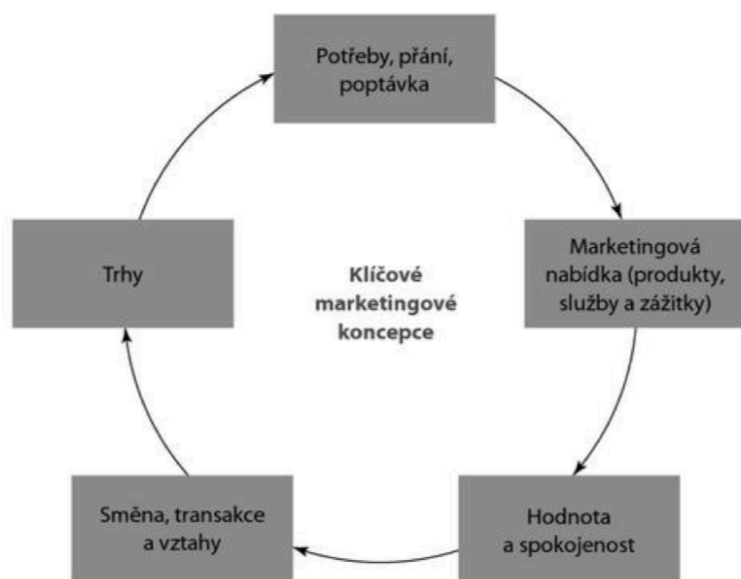 Potřeby, přání,
poptávka
Marketingová
nabídka (produkty,
služby a zážitky)
Hodnota
a spokojenost
Směna, transakce
a vztahy
Trhy
Klíčové
marketingové
koncepce